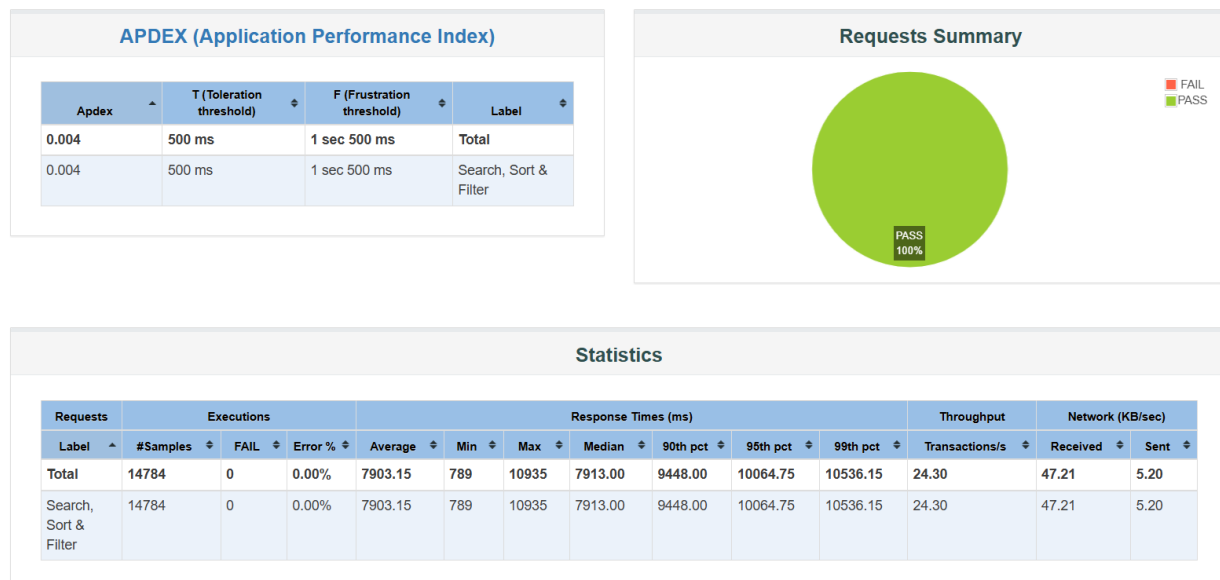 APDEX (Application Performance Index)
Apdex T (Toleration threshold) F (Frustration threshold) Label
0.004 500 ms 1 sec 500 ms Total
0.004 500 ms 1 sec 500 ms Search, Sort & Filter
Requests Summary
FAIL
PASS
PASS
100%
Statistics
Requests Executions Response Times (ms) Throughput Network (KB/sec)
Label #Samples FAIL Error % Average Min Max Median 90th pct 95th pct 99th pct Transactions/s Received Sent
Total 14784 0 0.00% 7903.15 789 10935 7913.00 9448.00 10064.75 10536.15 24.30 47.21 5.20
Search, Sort & Filter 14784 0 0.00% 7903.15 789 10935 7913.00 9448.00 10064.75 10536.15 24.30 47.21 5.20